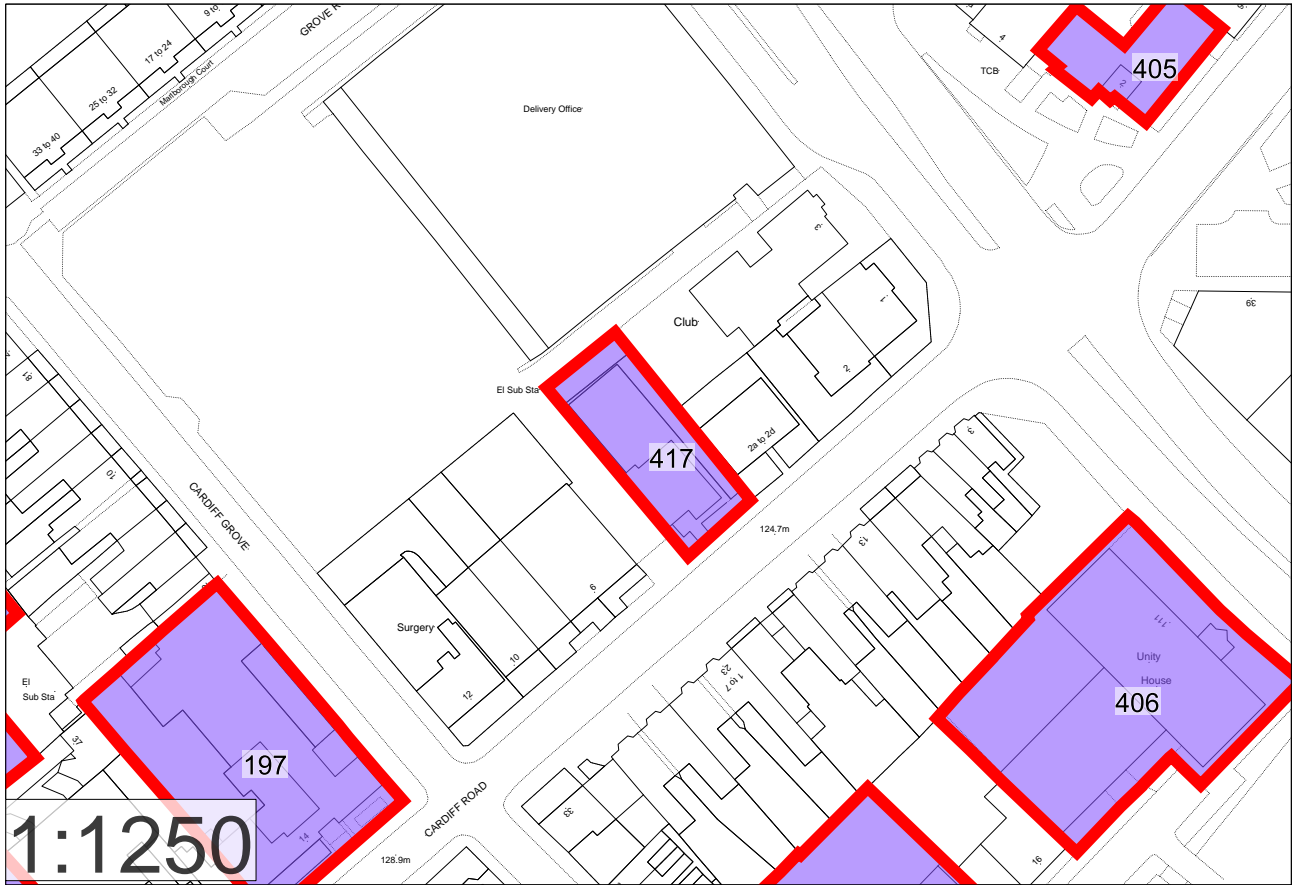 9 to
GROVE R
17 to 24
Marlborough Court
25 to 32
33 to 40
Delivery Office
4
TCB
2
405
3
1
Club
39
2
El Sub Sta
417
2a to 2d
81
10
CARDIFF GROVE
124.7m
3
13
6
Surgery
10
12
23
1 to 7
111
Unity
House
406
El
Sub Sta
37
197
14
33
CARDIFF ROAD
128.9m
16
1:1250